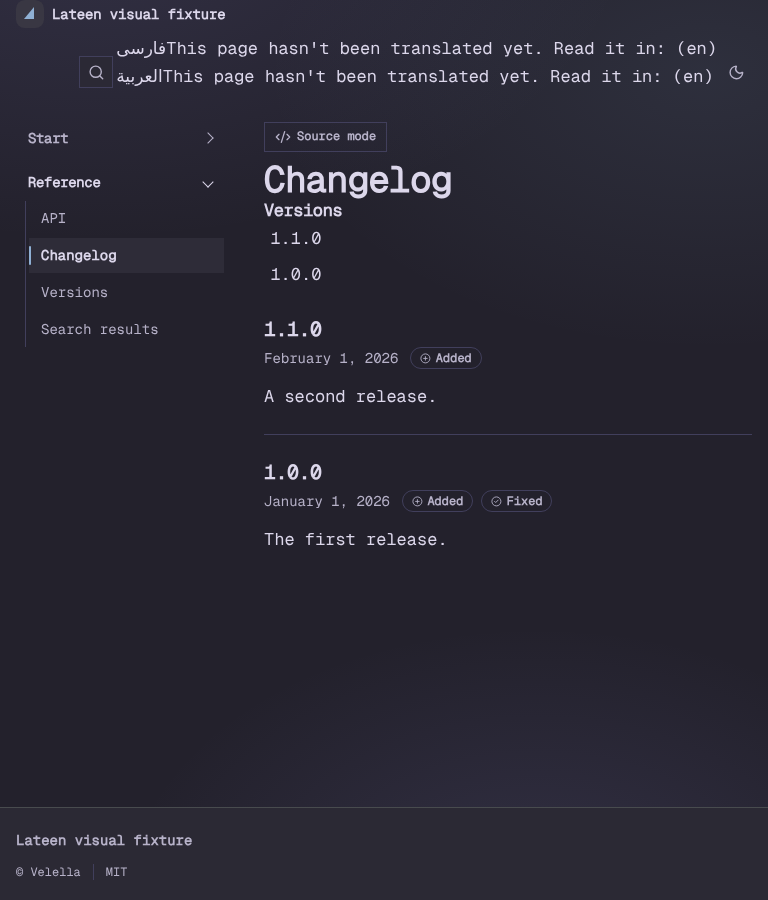 Lateen visual fixture
فارسیThis page hasn't been translated yet. Read it in: (en)
العربيةThis page hasn't been translated yet. Read it in: (en)
Start
Reference
API
Changelog
Versions
Search results
Source mode
Changelog
Versions
1.1.0
1.0.0
1.1.0
February 1, 2026 Added
A second release.
1.0.0
January 1, 2026 Added Fixed
The first release.
Lateen visual fixture
© Velella MIT